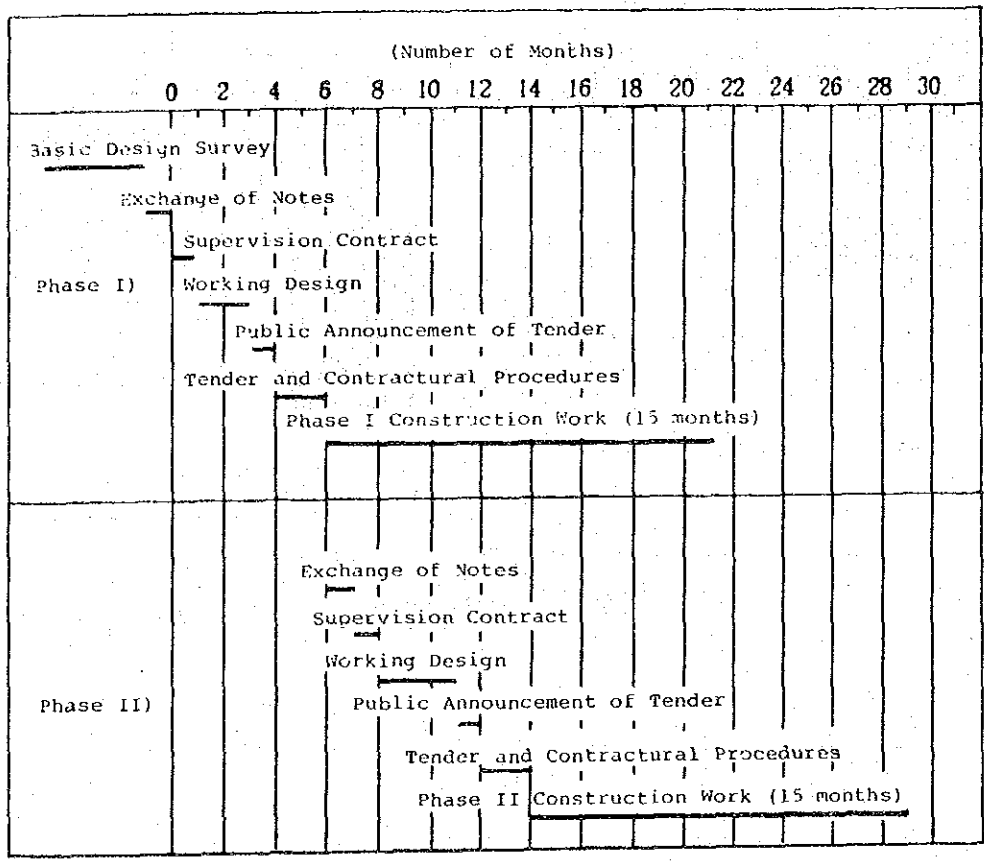 (Number of Months)
0 2 4 6 8 10 12 14 16 18 20 22 24 26 28 30
Basic Design Survey
Exchange of Notes
Supervision Contract
Phase I) Working Design
Public Announcement of Tender
Tender and Contractural Procedures
Phase I Construction Work (15 months)
Exchange of Notes
Supervision Contract
Working Design
Phase II) Public Announcement of Tender
Tender and Contractural Procedures
Phase II Construction Work (15 months)